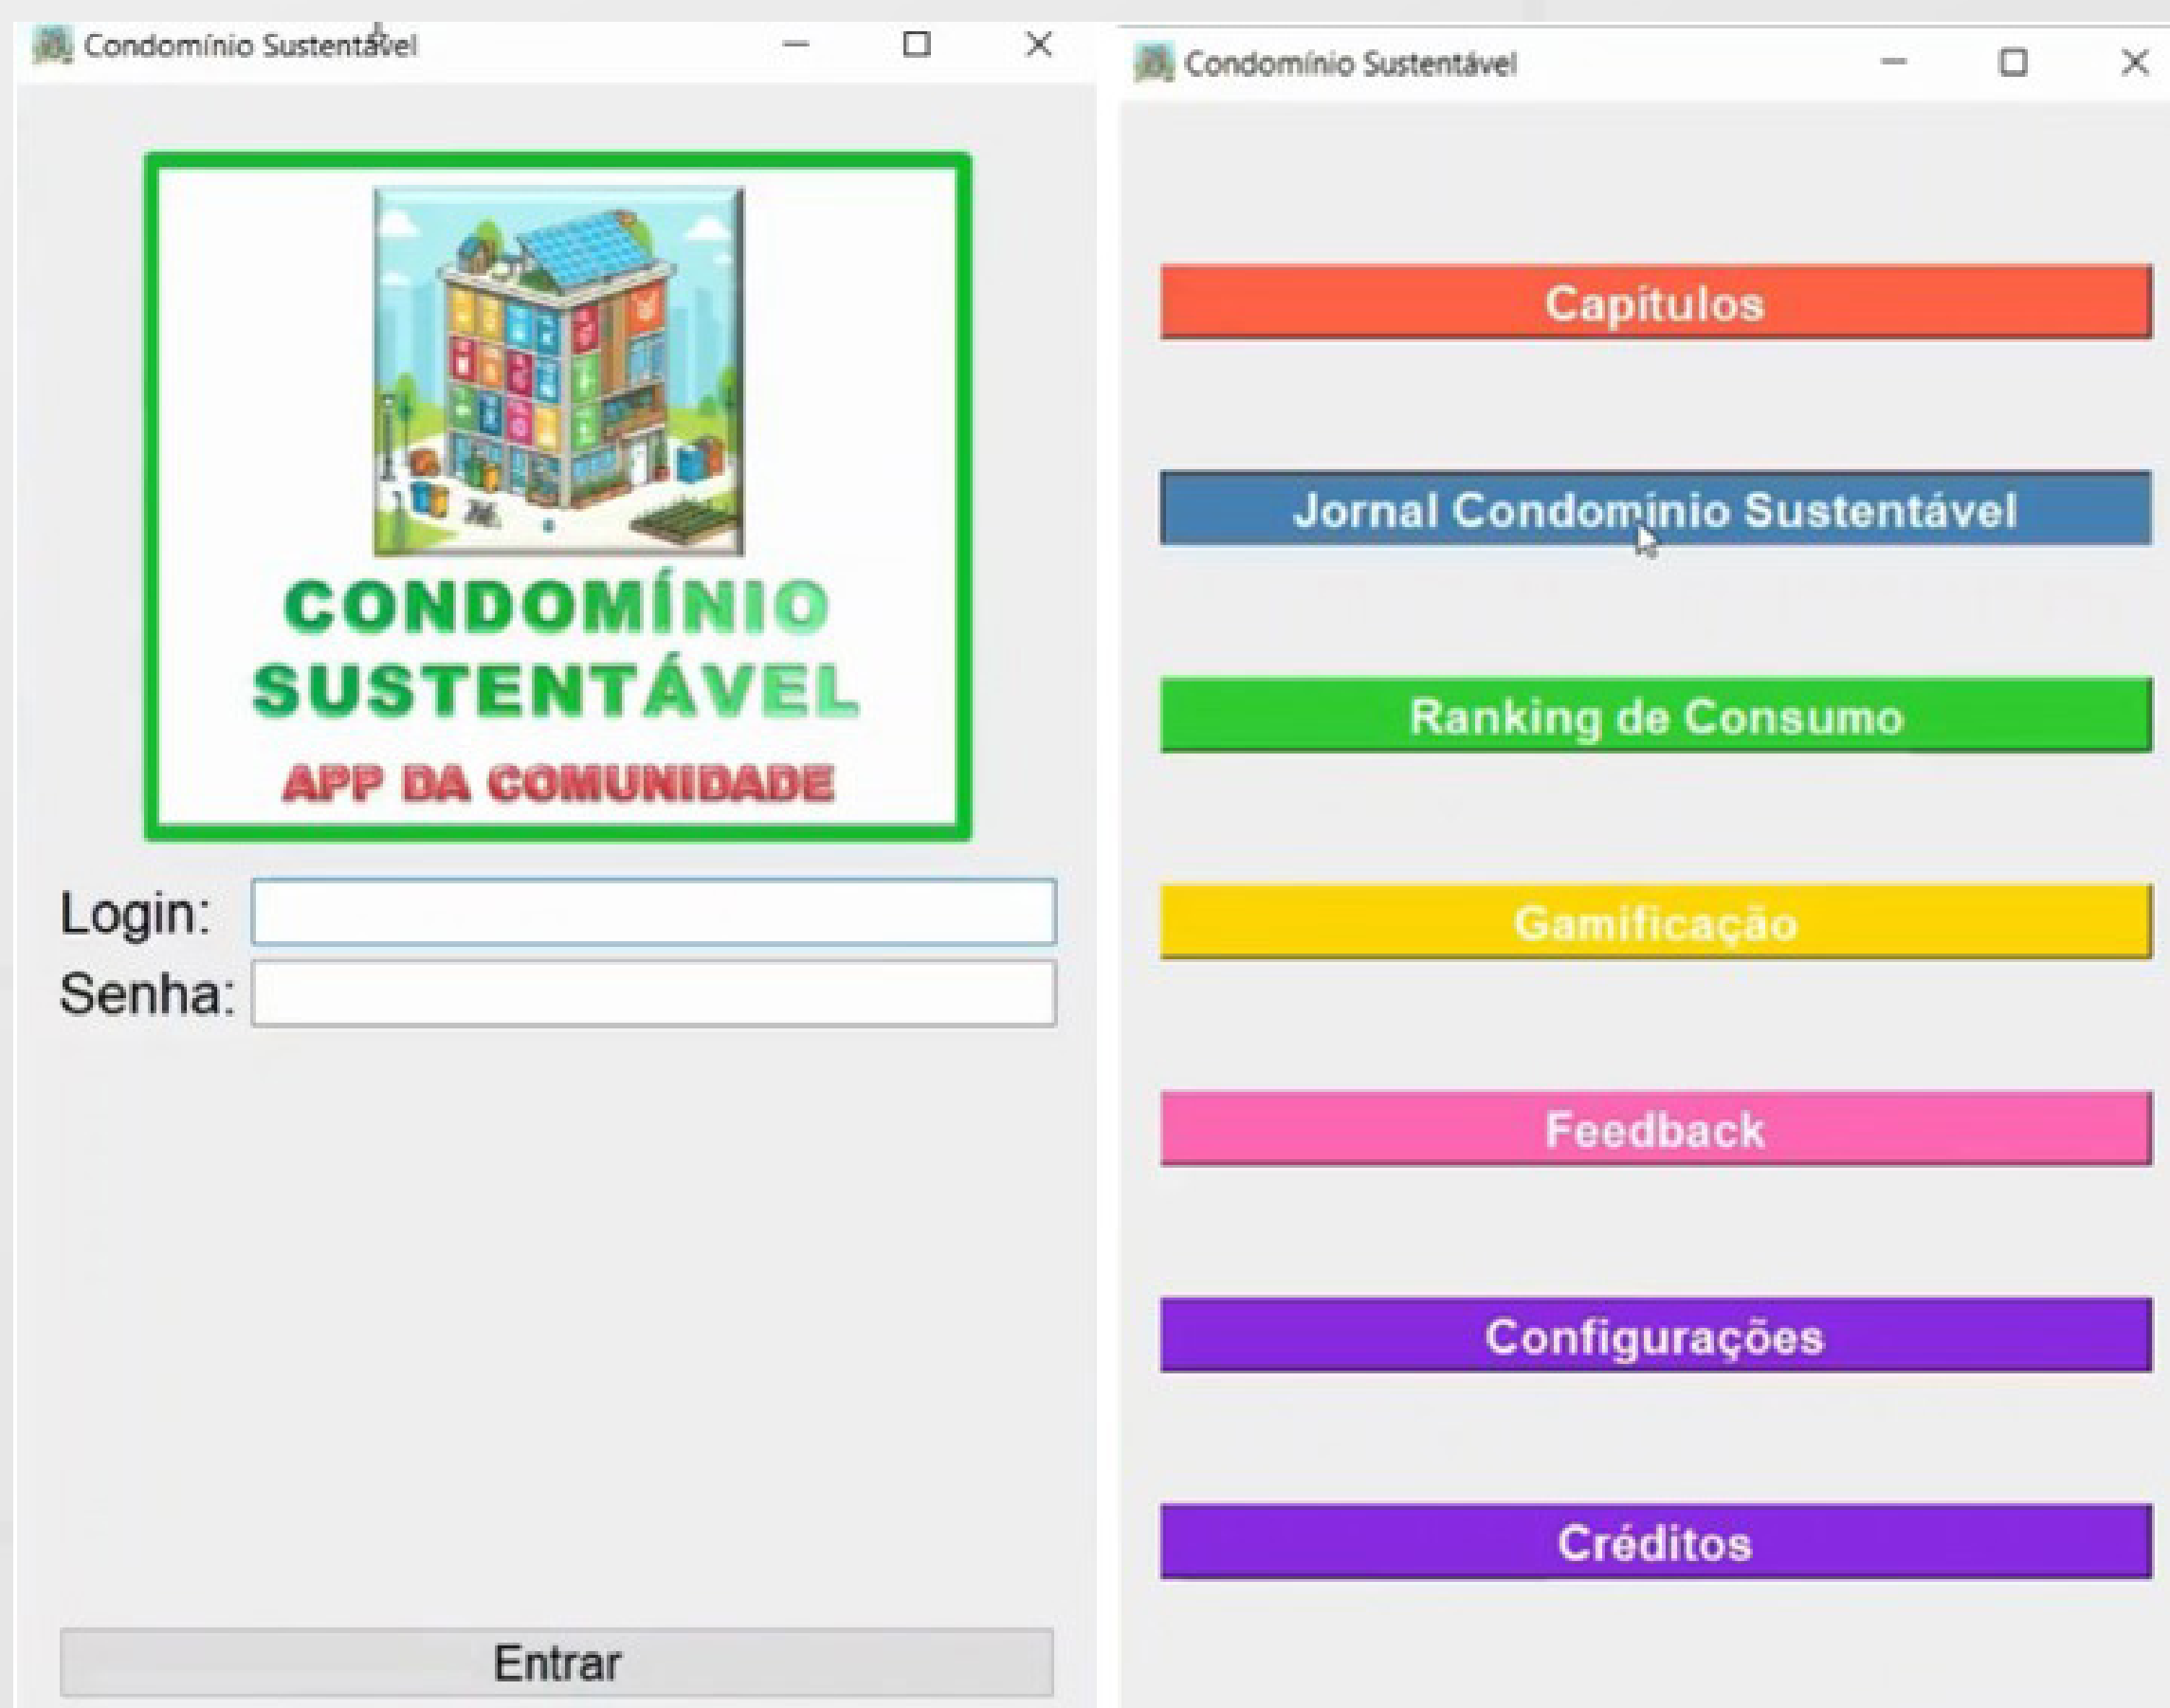 Condomínio Sustentável
CONDOMÍNIO
SUSTENTÁVEL
APP DA COMUNIDADE
Login:
Senha:
Entrar
Condomínio Sustentável
Capítulos
Jornal Condomínio Sustentável
Ranking de Consumo
Gamificação
Feedback
Configurações
Créditos